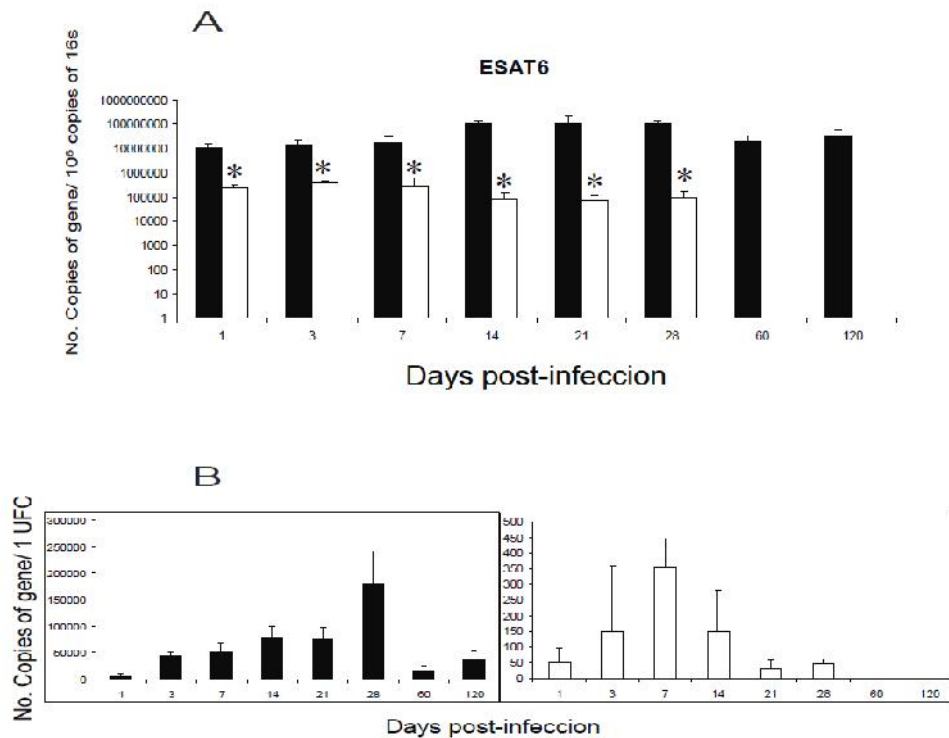 A
ESAT6
No. Copies of gene/ 10⁶ copies of 16s
1000000000
100000000
10000000
1000000
100000
10000
1000
100
10
1
* * * * * *
1 3 7 14 21 28 60 120
Days post-infeccion
B
No. Copies of gene/ 1 UFC
300000
250000
200000
150000
100000
50000
0
1 3 7 14 21 28 60 120
500
450
400
350
300
250
200
150
100
50
0
1 3 7 14 21 28 60 120
Days post-infeccion